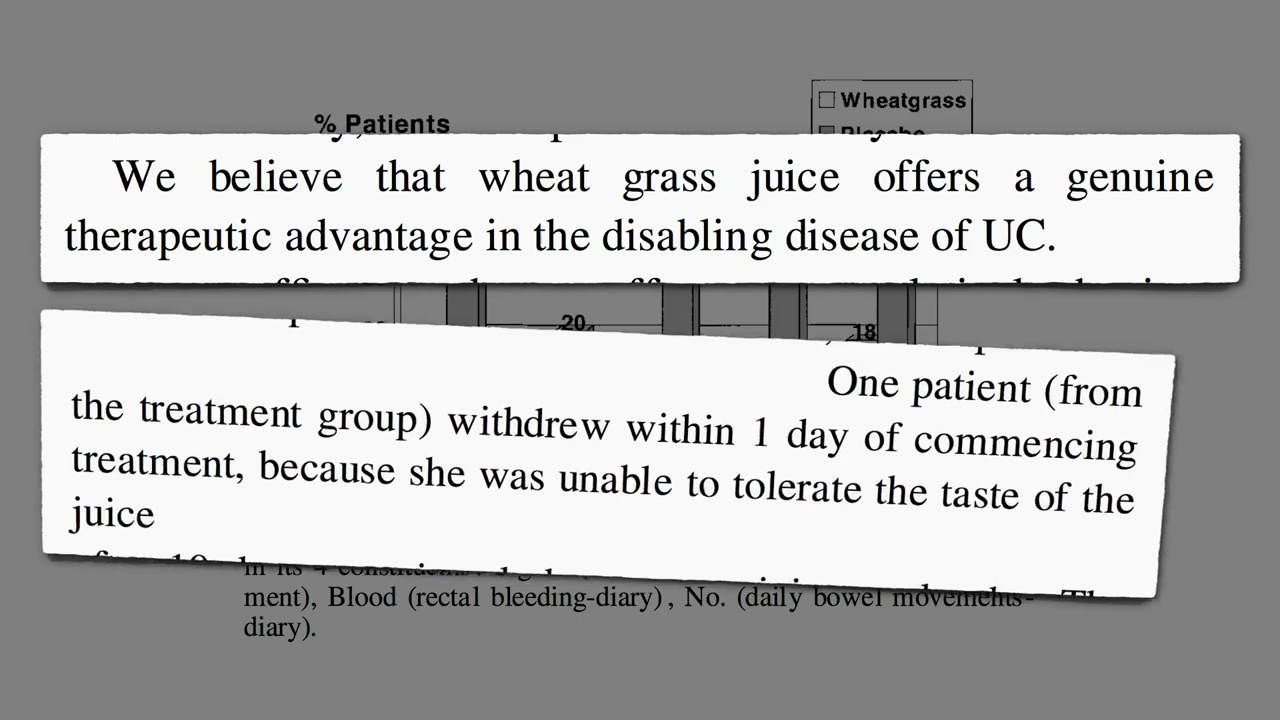 % Patients
Wheatgrass
We believe that wheat grass juice offers a genuine
therapeutic advantage in the disabling disease of UC.
20
18
One patient (from
the treatment group) withdrew within 1 day of commencing
treatment, because she was unable to tolerate the taste of the
juice
ment), Blood (rectal bleeding-diary), No. (daily bowel movements-
diary).